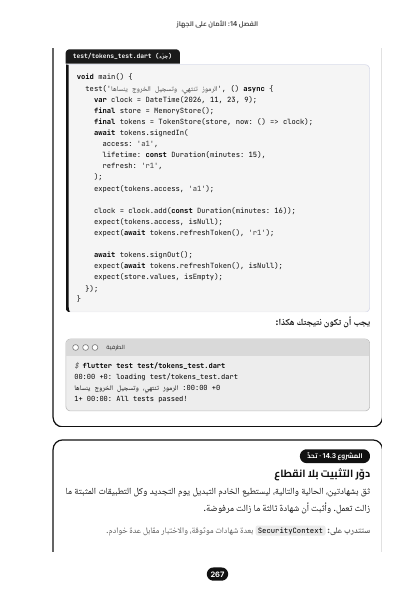 الفصل 14: الأمان على الجهاز
test/tokens_test.dart (جزء)
void main() {
  test('الرموز تنتهي، وتسجيل الخروج ينساها', () async {
    var clock = DateTime(2026, 11, 23, 9);
    final store = MemoryStore();
    final tokens = TokenStore(store, now: () => clock);
    await tokens.signedIn(
      access: 'a1',
      lifetime: const Duration(minutes: 15),
      refresh: 'r1',
    );
    expect(tokens.access, 'a1');
    clock = clock.add(const Duration(minutes: 16));
    expect(tokens.access, isNull);
    expect(await tokens.refreshToken(), 'r1');
    await tokens.signOut();
    expect(await tokens.refreshToken(), isNull);
    expect(store.values, isEmpty);
  });
}
يجب أن تكون نتيجتك هكذا:
الطرفية
$ flutter test test/tokens_test.dart
00:00 +0: loading test/tokens_test.dart
00:00 +0: الرموز تنتهي، وتسجيل الخروج ينساها
00:00 +1: All tests passed!
المشروع 14.3 · تحدٍّ
دوّر التثبيت بلا انقطاع
ثق بشهادتين، الحالية والتالية، ليستطيع الخادم التبديل يوم التجديد وكل التطبيقات المثبتة ما
زالت تعمل. وأثبت أن شهادة ثالثة ما زالت مرفوضة.
ستتدرب على: SecurityContext بعدة شهادات موثوقة، والاختبار مقابل عدة خوادم.
267